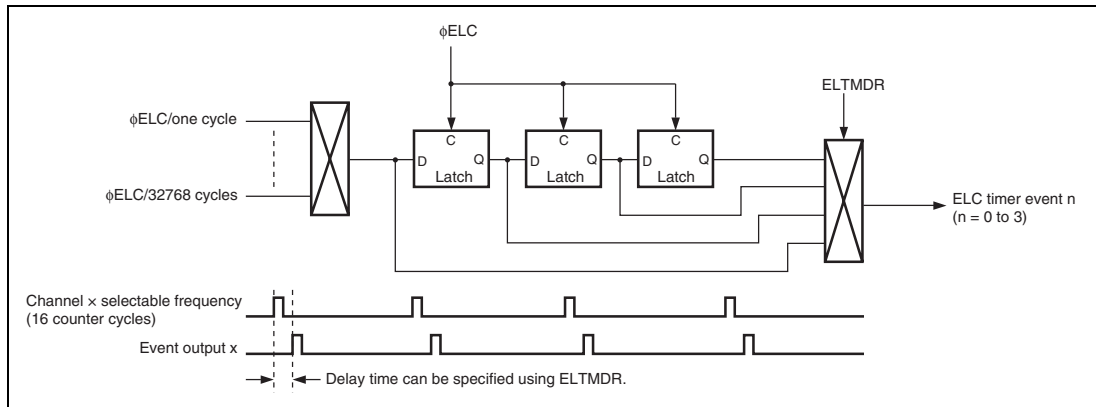 ϕELC
ELTMDR
ϕELC/one cycle
C
C
C
D
Q
D
Q
D
Q
Latch
Latch
Latch
ϕELC/32768 cycles
ELC timer event n
(n = 0 to 3)
Channel × selectable frequency
(16 counter cycles)
Event output x
Delay time can be specified using ELTMDR.